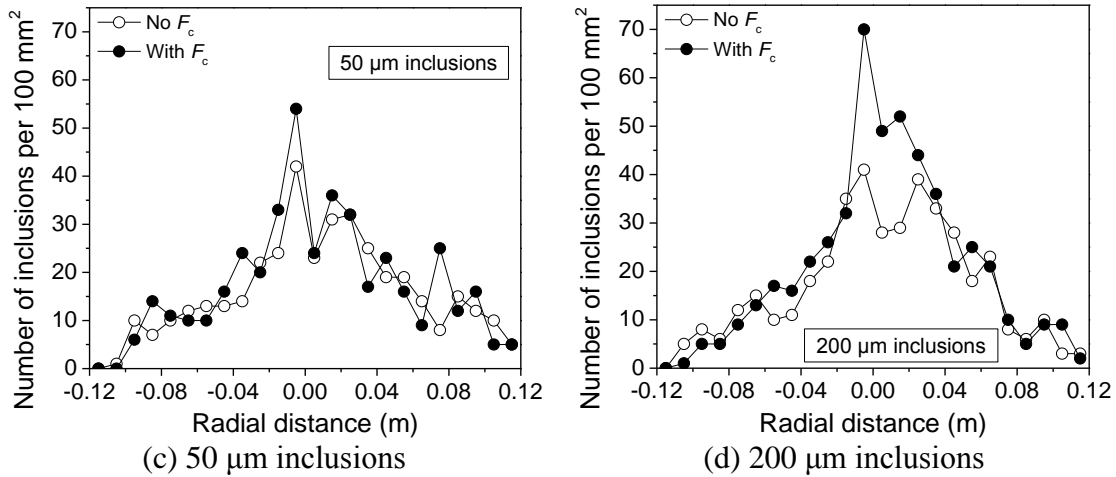 Number of inclusions per 100 mm²
70
60
50
40
30
20
10
0
No Fc
With Fc
50 μm inclusions
-0.12 -0.08 -0.04 0.00 0.04 0.08 0.12
Radial distance (m)
(c) 50 μm inclusions
Number of inclusions per 100 mm²
70
60
50
40
30
20
10
0
No Fc
With Fc
200 μm inclusions
-0.12 -0.08 -0.04 0.00 0.04 0.08 0.12
Radial distance (m)
(d) 200 μm inclusions